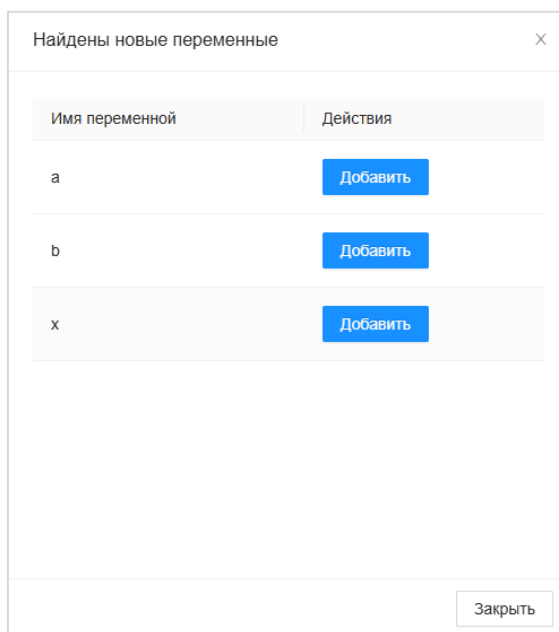 Найдены новые переменные
Имя переменной Действия
a Добавить
b Добавить
x Добавить
Закрыть